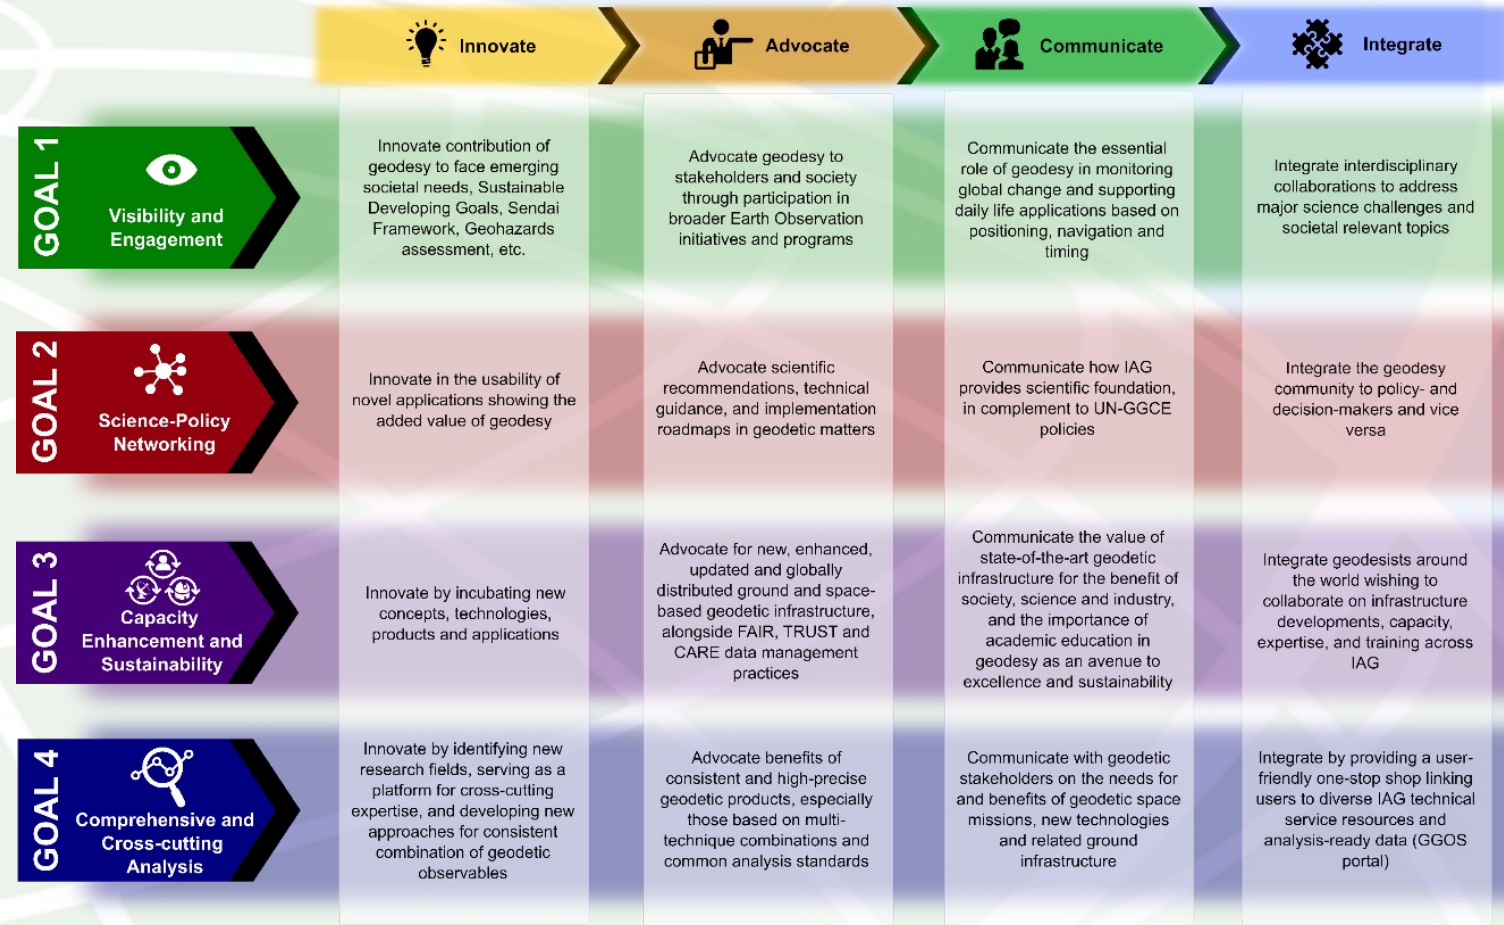 Innovate
Advocate
Communicate
Integrate
GOAL 1
Visibility and
Engagement
Innovate contribution of
geodesy to face emerging
societal needs, Sustainable
Developing Goals, Sendai
Framework, Geohazards
assessment, etc.
Advocate geodesy to
stakeholders and society
through participation in
broader Earth Observation
initiatives and programs
Communicate the essential
role of geodesy in monitoring
global change and supporting
daily life applications based on
positioning, navigation and
timing
Integrate interdisciplinary
collaborations to address
major science challenges and
societal relevant topics
GOAL 2
Science-Policy
Networking
Innovate in the usability of
novel applications showing the
added value of geodesy
Advocate scientific
recommendations, technical
guidance, and implementation
roadmaps in geodetic matters
Communicate how IAG
provides scientific foundation,
in complement to UN-GGCE
policies
Integrate the geodesy
community to policy- and
decision-makers and vice
versa
GOAL 3
Capacity
Enhancement and
Sustainability
Innovate by incubating new
concepts, technologies,
products and applications
Advocate for new, enhanced,
updated and globally
distributed ground and space-
based geodetic infrastructure,
alongside FAIR, TRUST and
CARE data management
practices
Communicate the value of
state-of-the-art geodetic
infrastructure for the benefit of
society, science and industry,
and the importance of
academic education in
geodesy as an avenue to
excellence and sustainability
Integrate geodesists around
the world wishing to
collaborate on infrastructure
developments, capacity,
expertise, and training across
IAG
GOAL 4
Comprehensive and
Cross-cutting
Analysis
Innovate by identifying new
research fields, serving as a
platform for cross-cutting
expertise, and developing new
approaches for consistent
combination of geodetic
observables
Advocate benefits of
consistent and high-precise
geodetic products, especially
those based on multi-
technique combinations and
common analysis standards
Communicate with geodetic
stakeholders on the needs for
and benefits of geodetic space
missions, new technologies
and related ground
infrastructure
Integrate by providing a user-
friendly one-stop shop linking
users to diverse IAG technical
service resources and
analysis-ready data (GGOS
portal)